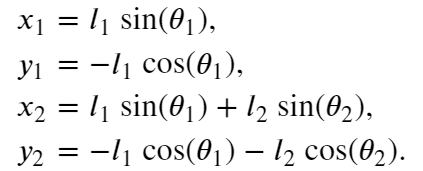 x₁ = l₁ sin(θ₁),
y₁ = −l₁ cos(θ₁),
x₂ = l₁ sin(θ₁) + l₂ sin(θ₂),
y₂ = −l₁ cos(θ₁) − l₂ cos(θ₂).